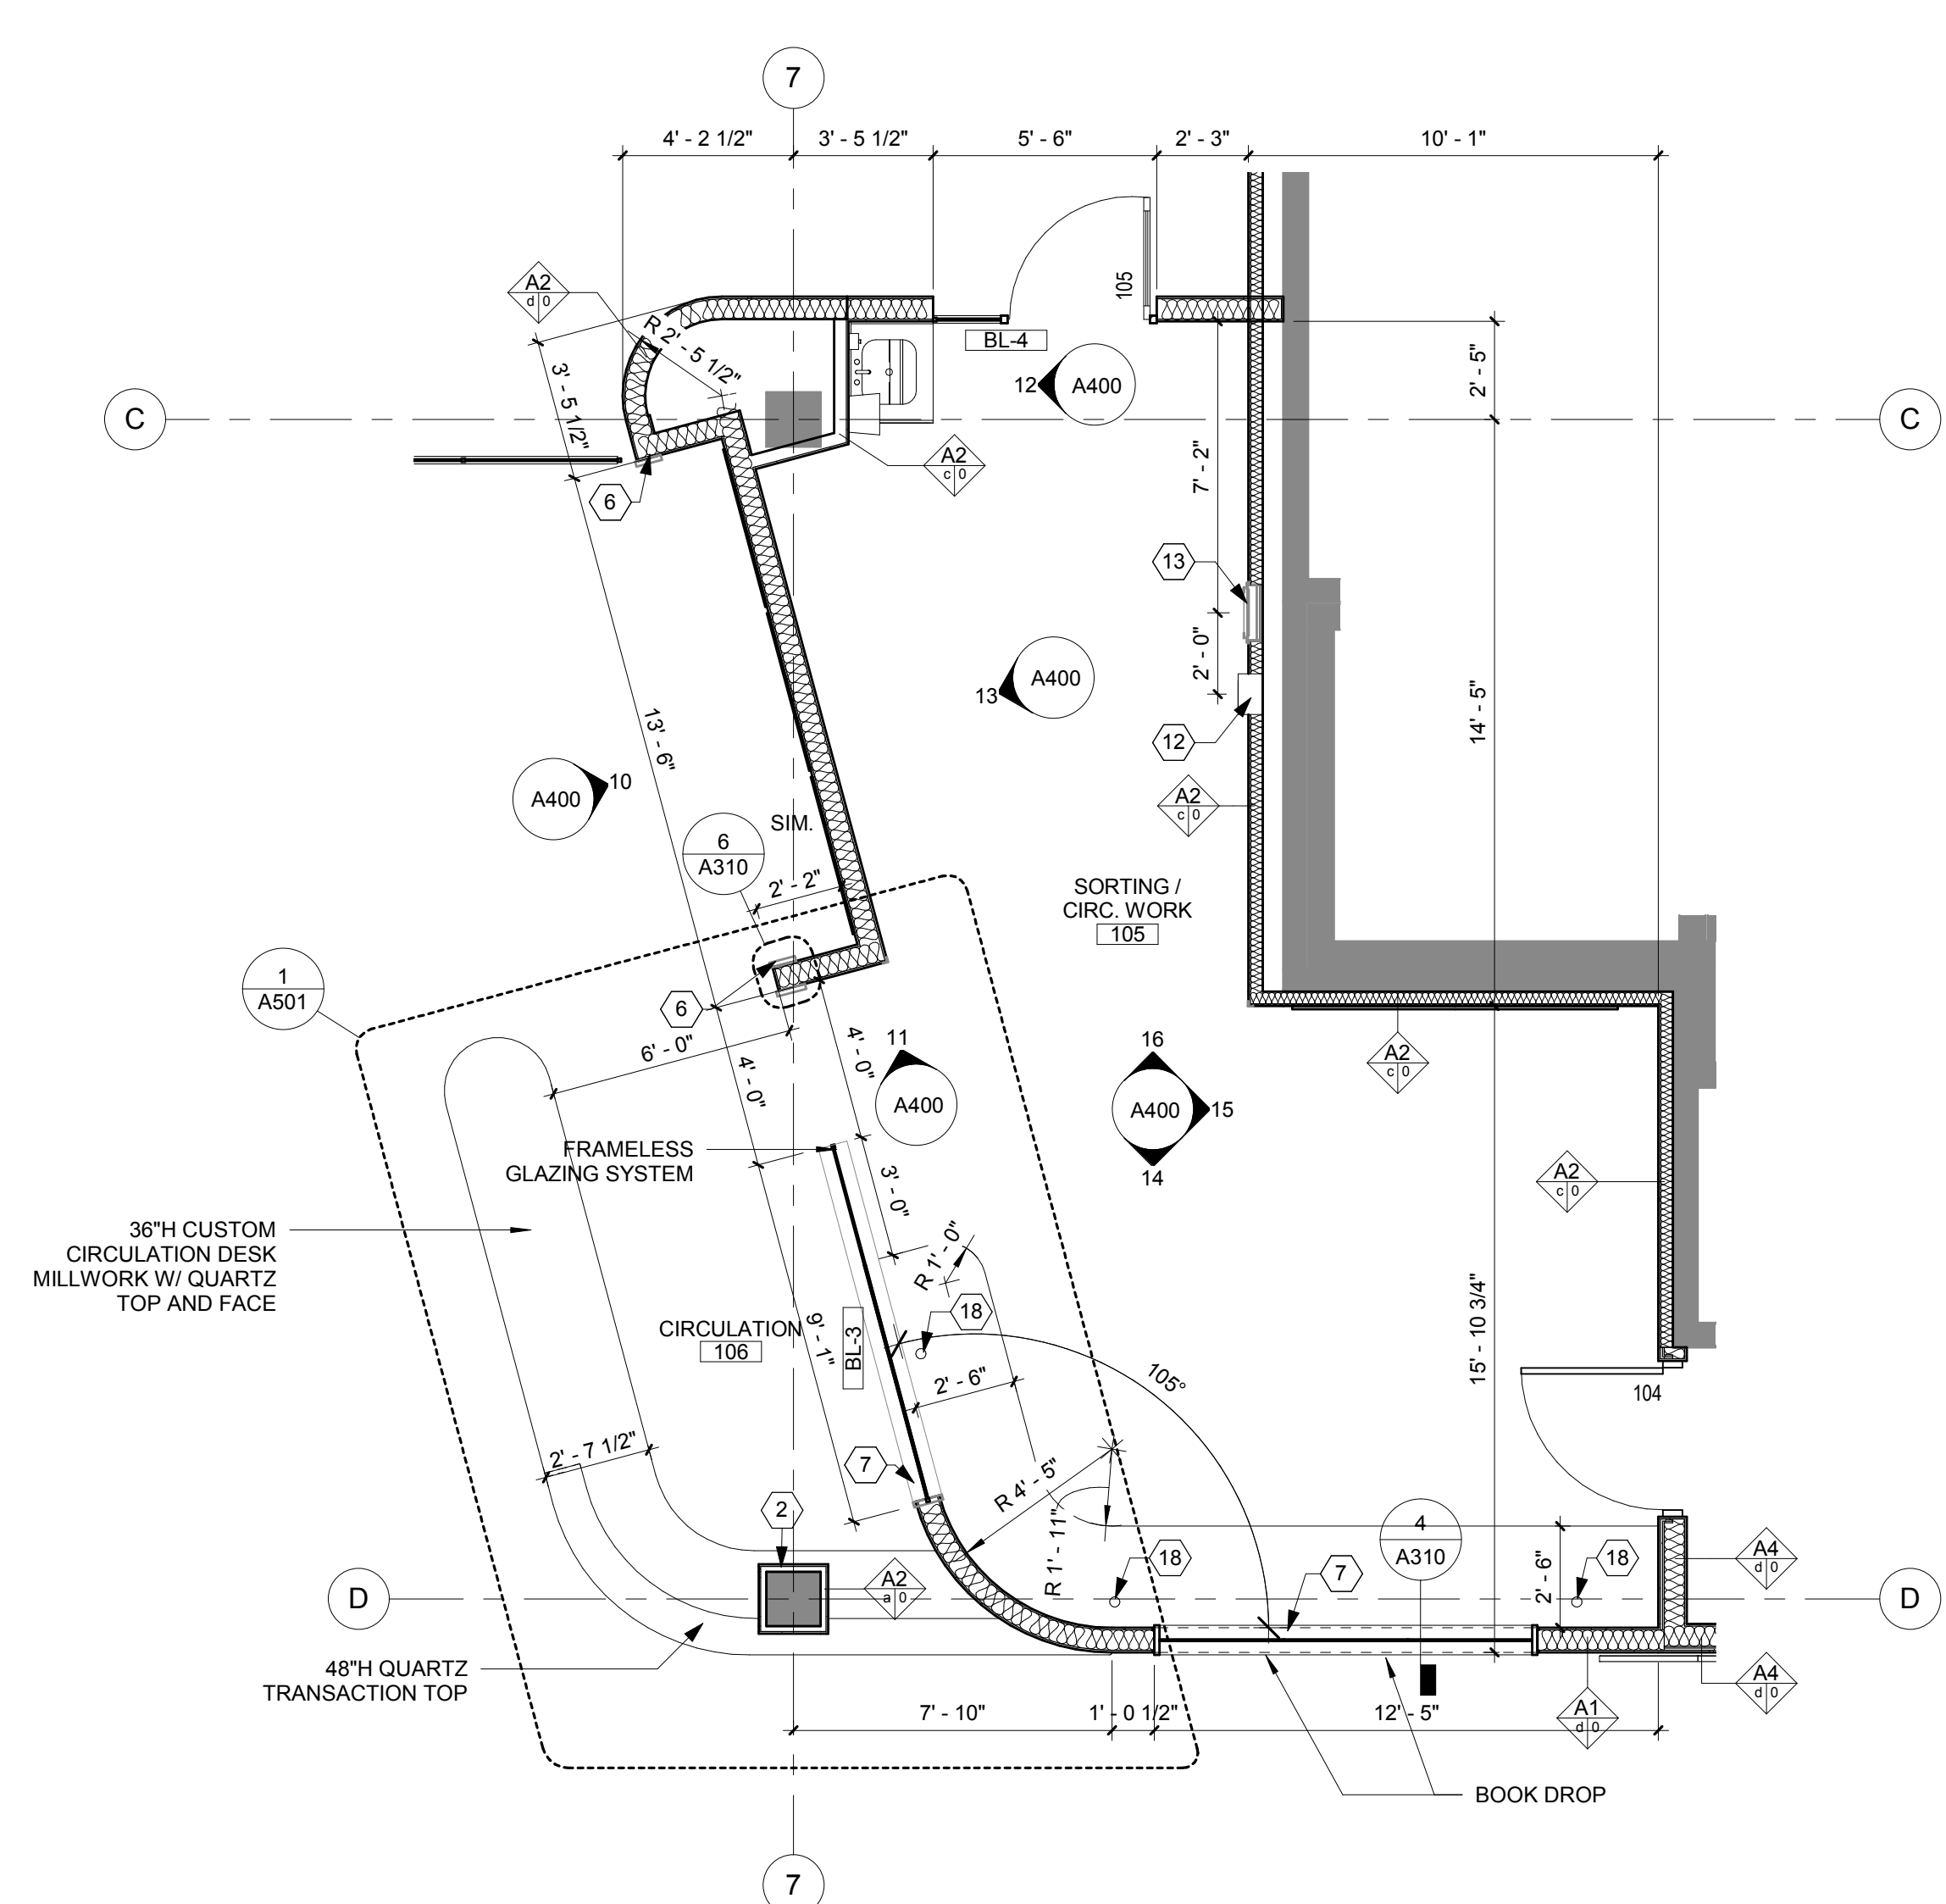 7
4' - 2 1/2"
3' - 5 1/2"
5' - 6"
2' - 3"
10' - 1"
A2
d 0
105
R 2' - 5 1/2"
BL-4
12
A400
2' - 5"
3' - 5 1/2"
C
C
A2
c 0
7' - 2"
6
13
2' - 0"
13
A400
14' - 5"
13' - 6"
12
10
A400
A2
c 0
SIM.
6
A310
2' - 2"
SORTING /
CIRC. WORK
105
1
A501
6
6' - 0"
4' - 0"
4' - 0"
11
A400
16
A400
15
14
A2
c 0
FRAMELESS
GLAZING SYSTEM
3' - 0"
A2
c 0
36"H CUSTOM
CIRCULATION DESK
MILLWORK W/ QUARTZ
TOP AND FACE
R 1' - 0"
18
CIRCULATION
106
9' - 1"
BL-3
2' - 6"
105°
15' - 10 3/4"
104
2' - 7 1/2"
7
R 4' - 5"
2
R 1' - 11"
4
A310
18
7
18
A4
d 0
2' - 6"
D
A2
a 0
D
48"H QUARTZ
TRANSACTION TOP
A4
d 0
7' - 10"
1' - 0 1/2"
12' - 5"
A1
d 0
BOOK DROP
7